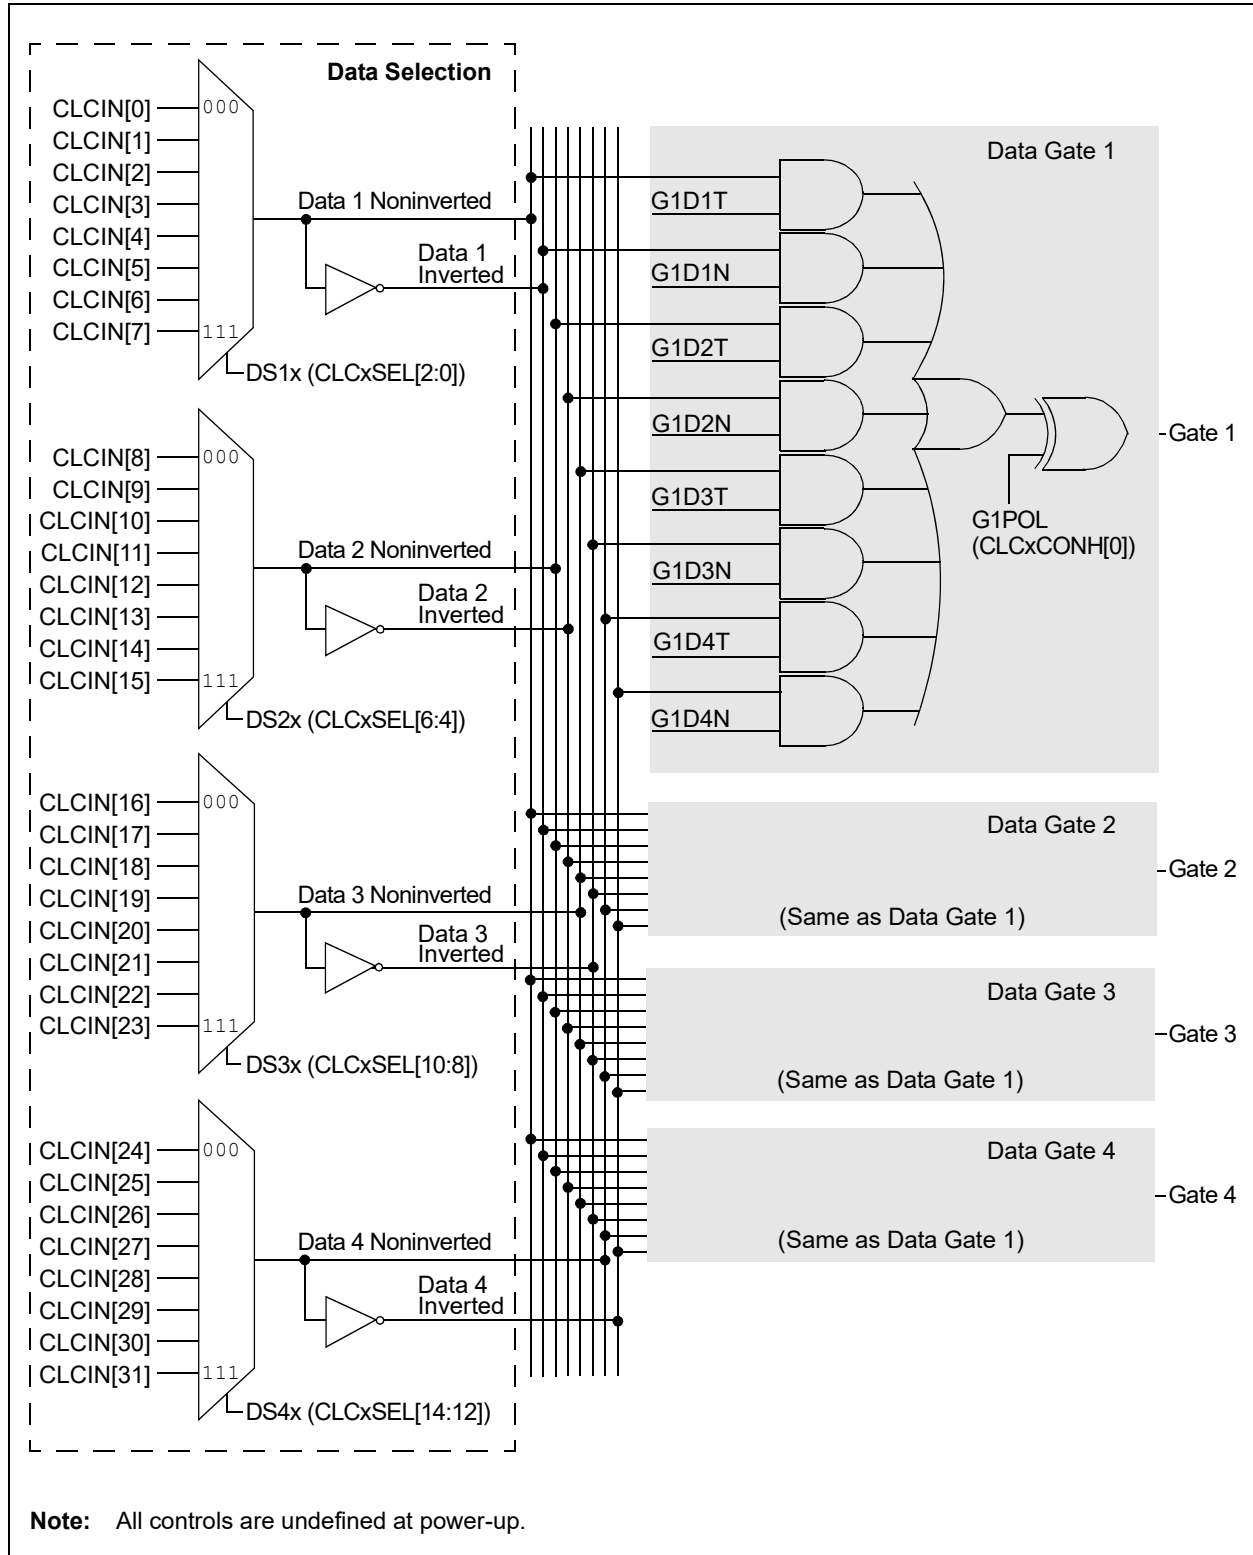 Data Selection
CLCIN[0]
000
CLCIN[1]
CLCIN[2]
CLCIN[3]
CLCIN[4]
CLCIN[5]
CLCIN[6]
CLCIN[7]
111
Data 1 Noninverted
Data 1
Inverted
DS1x (CLCxSEL[2:0])
CLCIN[8]
000
CLCIN[9]
CLCIN[10]
CLCIN[11]
CLCIN[12]
CLCIN[13]
CLCIN[14]
CLCIN[15]
111
Data 2 Noninverted
Data 2
Inverted
DS2x (CLCxSEL[6:4])
CLCIN[16]
000
CLCIN[17]
CLCIN[18]
CLCIN[19]
CLCIN[20]
CLCIN[21]
CLCIN[22]
CLCIN[23]
111
Data 3 Noninverted
Data 3
Inverted
DS3x (CLCxSEL[10:8])
CLCIN[24]
000
CLCIN[25]
CLCIN[26]
CLCIN[27]
CLCIN[28]
CLCIN[29]
CLCIN[30]
CLCIN[31]
111
Data 4 Noninverted
Data 4
Inverted
DS4x (CLCxSEL[14:12])
Data Gate 1
G1D1T
G1D1N
G1D2T
G1D2N
G1D3T
G1D3N
G1D4T
G1D4N
G1POL
(CLCxCONH[0])
Gate 1
Data Gate 2
(Same as Data Gate 1)
Gate 2
Data Gate 3
(Same as Data Gate 1)
Gate 3
Data Gate 4
(Same as Data Gate 1)
Gate 4
Note: All controls are undefined at power-up.